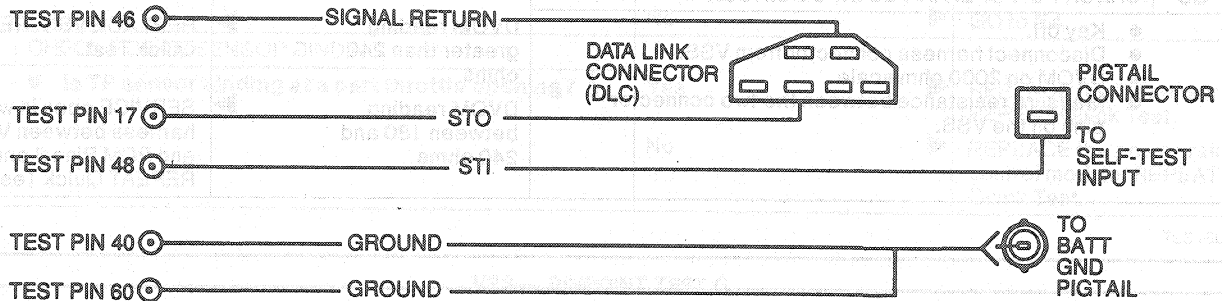 TEST PIN 46
SIGNAL RETURN
DATA LINK
CONNECTOR
(DLC)
PIGTAIL
CONNECTOR
TEST PIN 17
STO
TO
SELF-TEST
INPUT
TEST PIN 48
STI
TEST PIN 40
GROUND
TO
BATT
GND
PIGTAIL
TEST PIN 60
GROUND